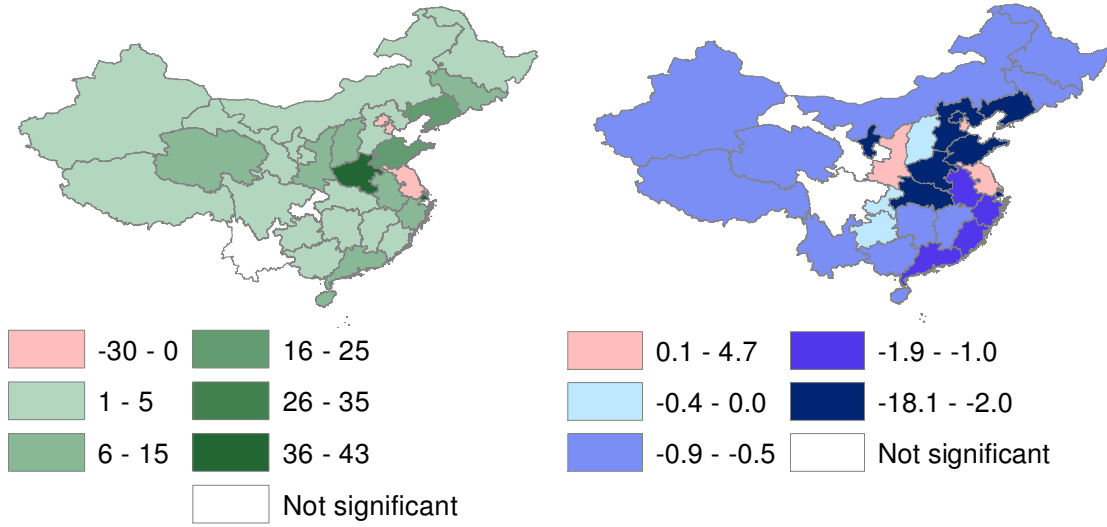 -30 - 0
16 - 25
1 - 5
26 - 35
6 - 15
36 - 43
Not significant
0.1 - 4.7
-1.9 - -1.0
-0.4 - 0.0
-18.1 - -2.0
-0.9 - -0.5
Not significant